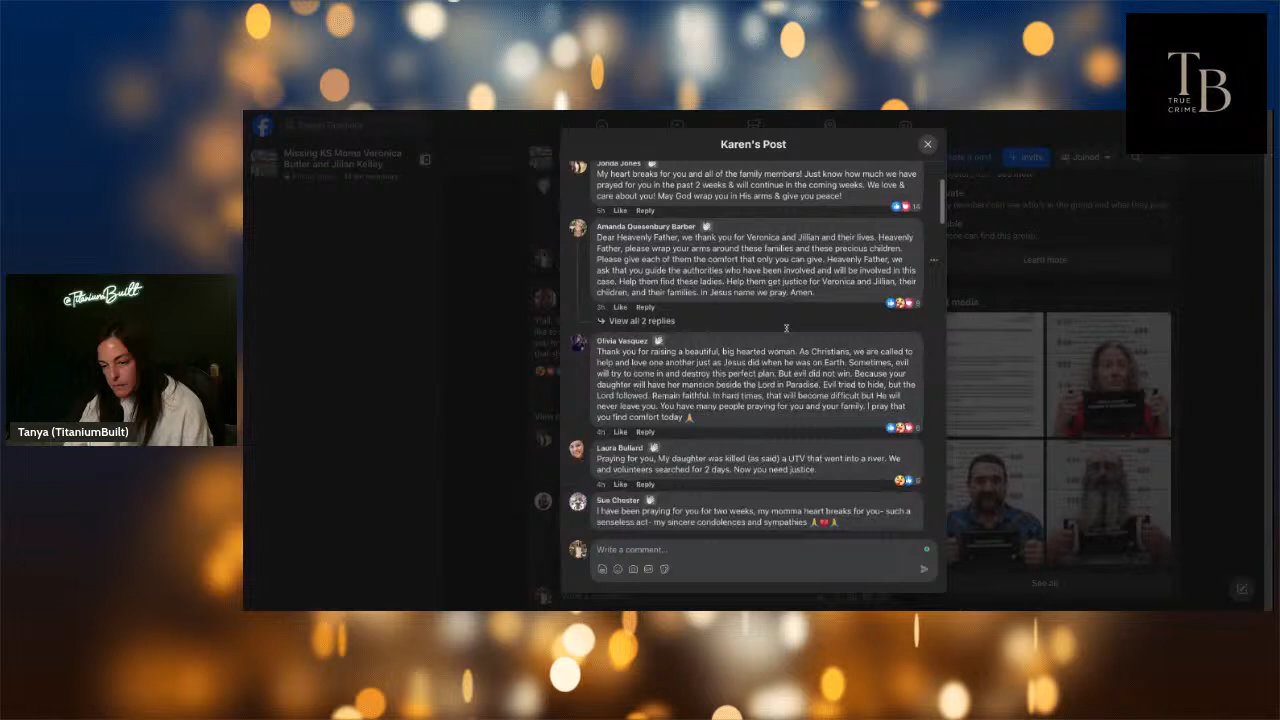 TB
TRUE
CRIME
Missing KS Moms Veronica
Butler and Jilian Kelley
Karen's Post
Invite
Joined
Jonda Jones
My heart breaks for you and all of the family members! Just know how much we have
prayed for you in the past 2 weeks & will continue in the coming weeks. We love &
care about you! May God wrap you in His arms & give you peace!
5h Like Reply
14
Amanda Quesenbury Barber
Dear Heavenly Father, we thank you for Veronica and Jillian and their lives. Heavenly
Father, please wrap your arms around these families and these precious children.
Please give each of them the comfort that only you can give. Heavenly Father, we
ask that you guide the authorities who have been involved and will be involved in this
case. Help them find these ladies. Help them get justice for Veronica and Jillian, their
children, and their families. In Jesus name we pray. Amen.
3h Like Reply
View all 2 replies
Learn more
media
Olivia Vasquez
Thank you for raising a beautiful, big hearted woman. As Christians, we are called to
help and love one another just as Jesus did when he was on Earth. Sometimes, evil
will try to come in and destroy this perfect plan. But evil did not win. Because your
daughter will have her mansion beside the Lord in Paradise. Evil tried to hide, but the
Lord followed. Remain faithful. In hard times, that will become difficult but He will
never leave you. You have many people praying for you and your family. I pray that
you find comfort today 🙏
4h Like Reply
Laura Bullard
Praying for you, My daughter was killed (as said) a UTV that went into a river. We
and volunteers searched for 2 days. Now you need justice.
4h Like Reply
Sue Chester
I have been praying for you for two weeks, my momma heart breaks for you- such a
senseless act- my sincere condolences and sympathies
Write a comment...
See all
@TitaniumBuilt
Tanya (TitaniumBuilt)